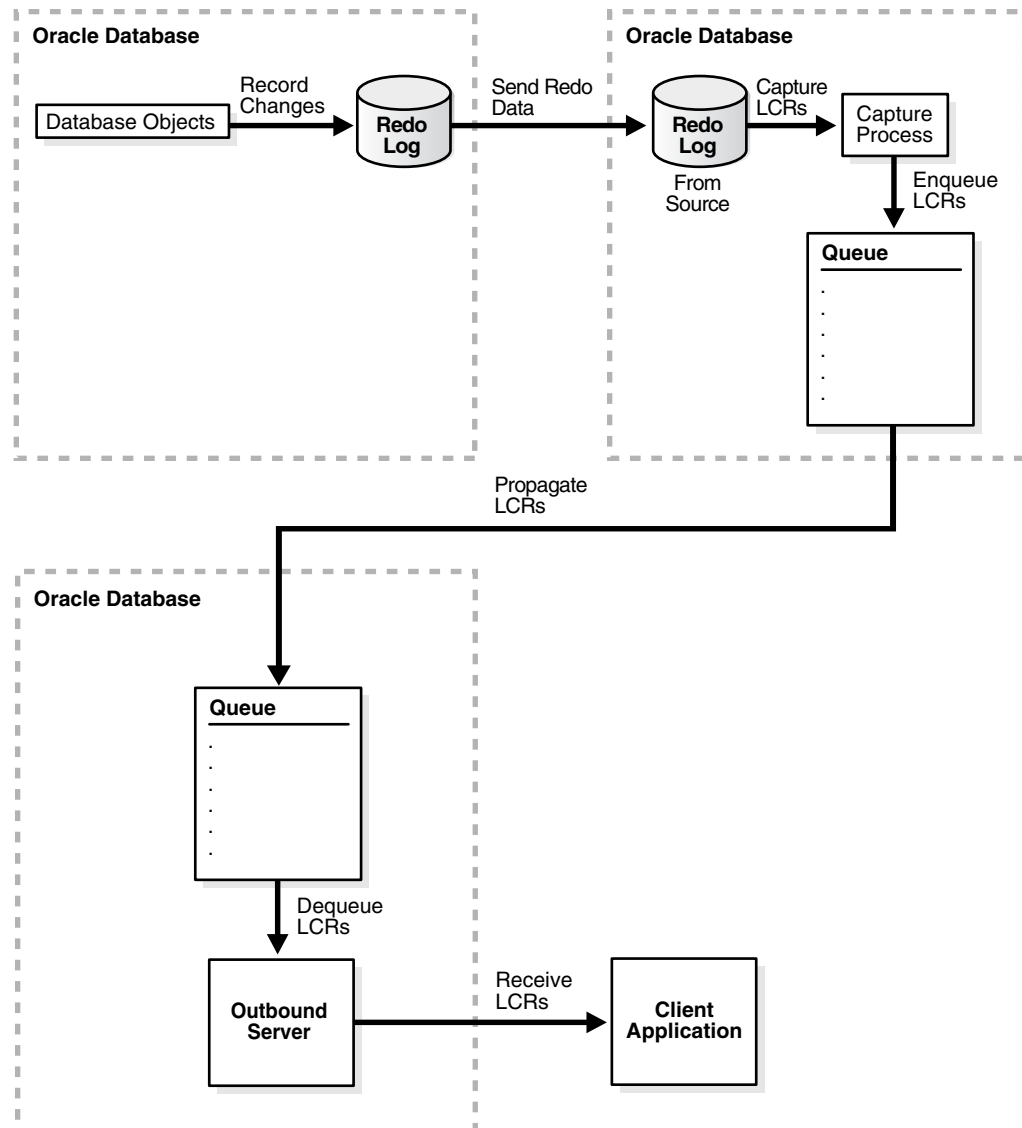 Oracle Database
Database Objects
Record
Changes
Redo
Log
Send Redo
Data
Oracle Database
Redo
Log
From
Source
Capture
LCRs
Capture
Process
Enqueue
LCRs
Queue
.
.
.
.
.
.
Propagate
LCRs
Oracle Database
Queue
.
.
.
.
.
.
Dequeue
LCRs
Outbound
Server
Receive
LCRs
Client
Application